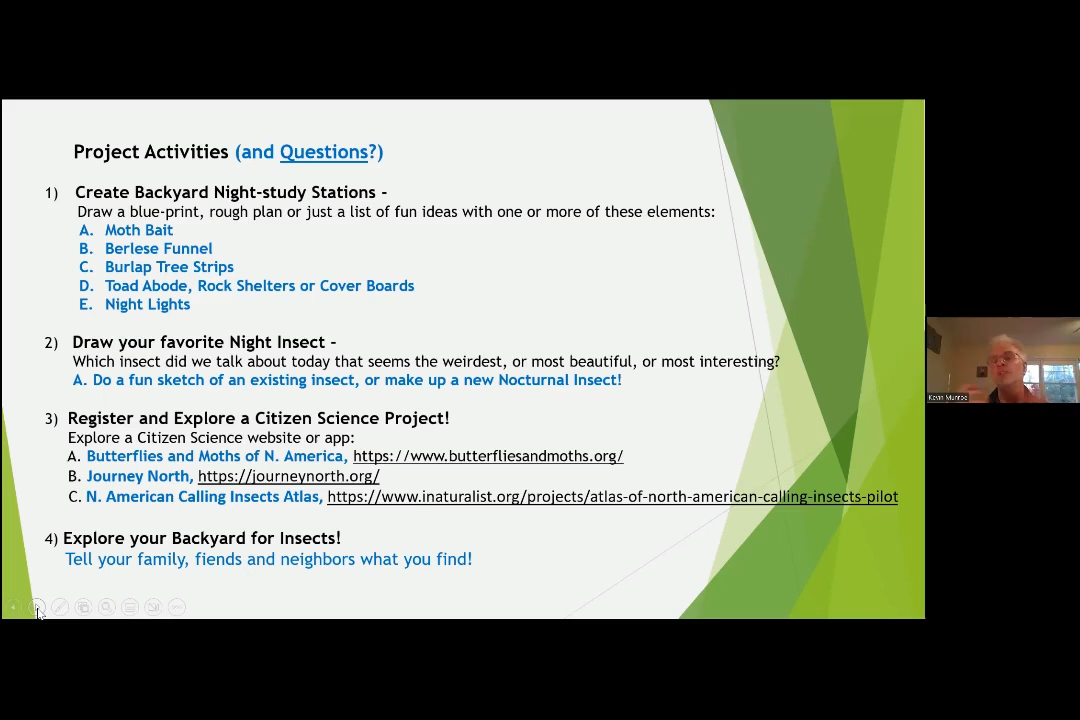 Project Activities (and Questions?)
1) Create Backyard Night-study Stations -
Draw a blue-print, rough plan or just a list of fun ideas with one or more of these elements:
A. Moth Bait
B. Berlese Funnel
C. Burlap Tree Strips
D. Toad Abode, Rock Shelters or Cover Boards
E. Night Lights
2) Draw your favorite Night Insect -
Which insect did we talk about today that seems the weirdest, or most beautiful, or most interesting?
A. Do a fun sketch of an existing insect, or make up a new Nocturnal Insect!
3) Register and Explore a Citizen Science Project!
Explore a Citizen Science website or app:
A. Butterflies and Moths of N. America, https://www.butterfliesandmoths.org/
B. Journey North, https://journeynorth.org/
C. N. American Calling Insects Atlas, https://www.inaturalist.org/projects/atlas-of-north-american-calling-insects-pilot
4) Explore your Backyard for Insects!
Tell your family, fiends and neighbors what you find!
Kevin Munroe